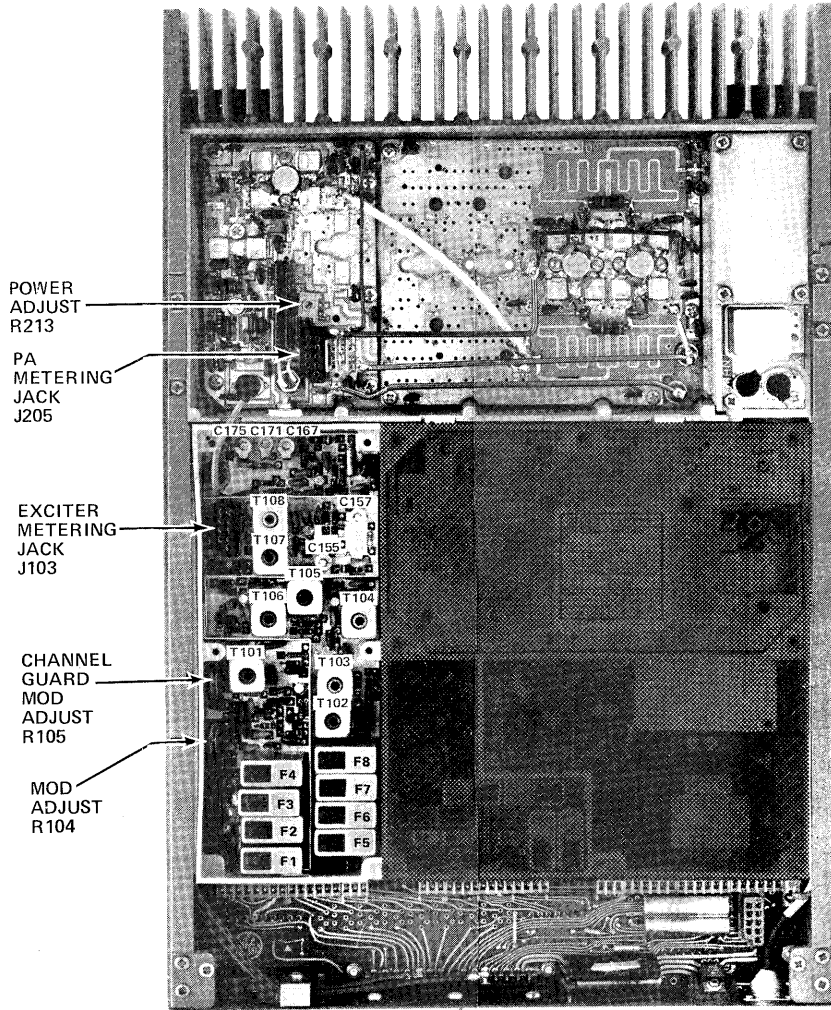 POWER
ADJUST
R213
PA
METERING
JACK
J205
C175 C171 C167
EXCITER
METERING
JACK
J103
T108
C157
T107
C155
T105
T106
T104
CHANNEL
GUARD
MOD
ADJUST
R105
T101
T103
T102
MOD
ADJUST
R104
F4
F8
F3
F7
F2
F6
F1
F5